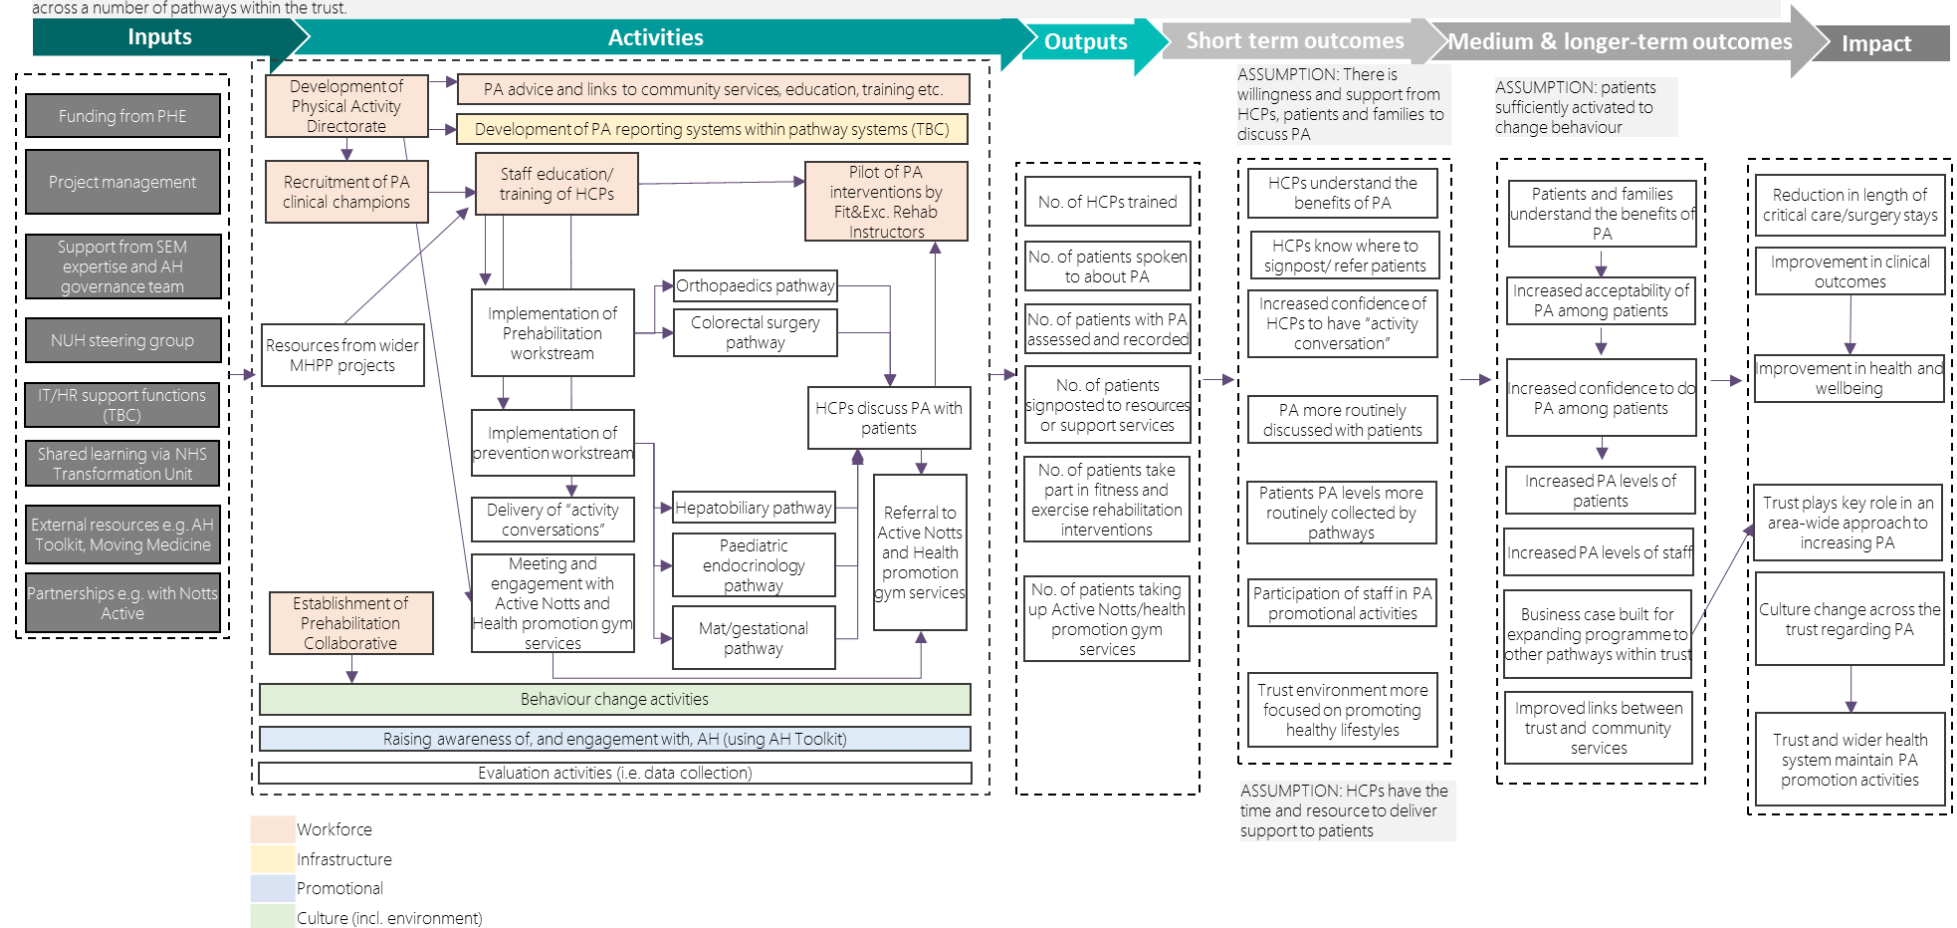 across a number of pathways within the trust.
Inputs
Activities
Outputs
Short term outcomes
Medium & longer-term outcomes
Impact
Funding from PHE
Project management
Support from SEM
expertise and AH
governance team
NUH steering group
IT/HR support functions
(TBC)
Shared learning via NHS
Transformation Unit
External resources e.g. AH
Toolkit, Moving Medicine
Partnerships e.g. with Notts
Active
Development of
Physical Activity
Directorate
PA advice and links to community services, education, training etc.
Development of PA reporting systems within pathway systems (TBC)
Recruitment of PA
clinical champions
Staff education/
training of HCPs
Pilot of PA
interventions by
Fit&Exc. Rehab
Instructors
Resources from wider
MHPP projects
Implementation of
Prehabilitation
workstream
Orthopaedics pathway
Colorectal surgery
pathway
HCPs discuss PA with
patients
Implementation of
prevention workstream
Delivery of “activity
conversations”
Hepatobiliary pathway
Paediatric
endocrinology
pathway
Mat/gestational
pathway
Referral to
Active Notts
and Health
promotion
gym services
Meeting and
engagement with
Active Notts and
Health promotion gym
services
Establishment of
Prehabilitation
Collaborative
Behaviour change activities
Raising awareness of, and engagement with, AH (using AH Toolkit)
Evaluation activities (i.e. data collection)
No. of HCPs trained
No. of patients spoken
to about PA
No. of patients with PA
assessed and recorded
No. of patients
signposted to resources
or support services
No. of patients take
part in fitness and
exercise rehabilitation
interventions
No. of patients taking
up Active Notts/health
promotion gym
services
ASSUMPTION: There is
willingness and support from
HCPs, patients and families to
discuss PA
HCPs understand the
benefits of PA
HCPs know where to
signpost/ refer patients
Increased confidence of
HCPs to have “activity
conversation”
PA more routinely
discussed with patients
Patients PA levels more
routinely collected by
pathways
Participation of staff in PA
promotional activities
Trust environment more
focused on promoting
healthy lifestyles
ASSUMPTION: HCPs have the
time and resource to deliver
support to patients
ASSUMPTION: patients
sufficiently activated to
change behaviour
Patients and families
understand the benefits of
PA
Increased acceptability of
PA among patients
Increased confidence to do
PA among patients
Increased PA levels of
patients
Increased PA levels of staff
Business case built for
expanding programme to
other pathways within trust
Improved links between
trust and community
services
Reduction in length of
critical care/surgery stays
Improvement in clinical
outcomes
Improvement in health and
wellbeing
Trust plays key role in an
area-wide approach to
increasing PA
Culture change across the
trust regarding PA
Trust and wider health
system maintain PA
promotion activities
Workforce
Infrastructure
Promotional
Culture (incl. environment)